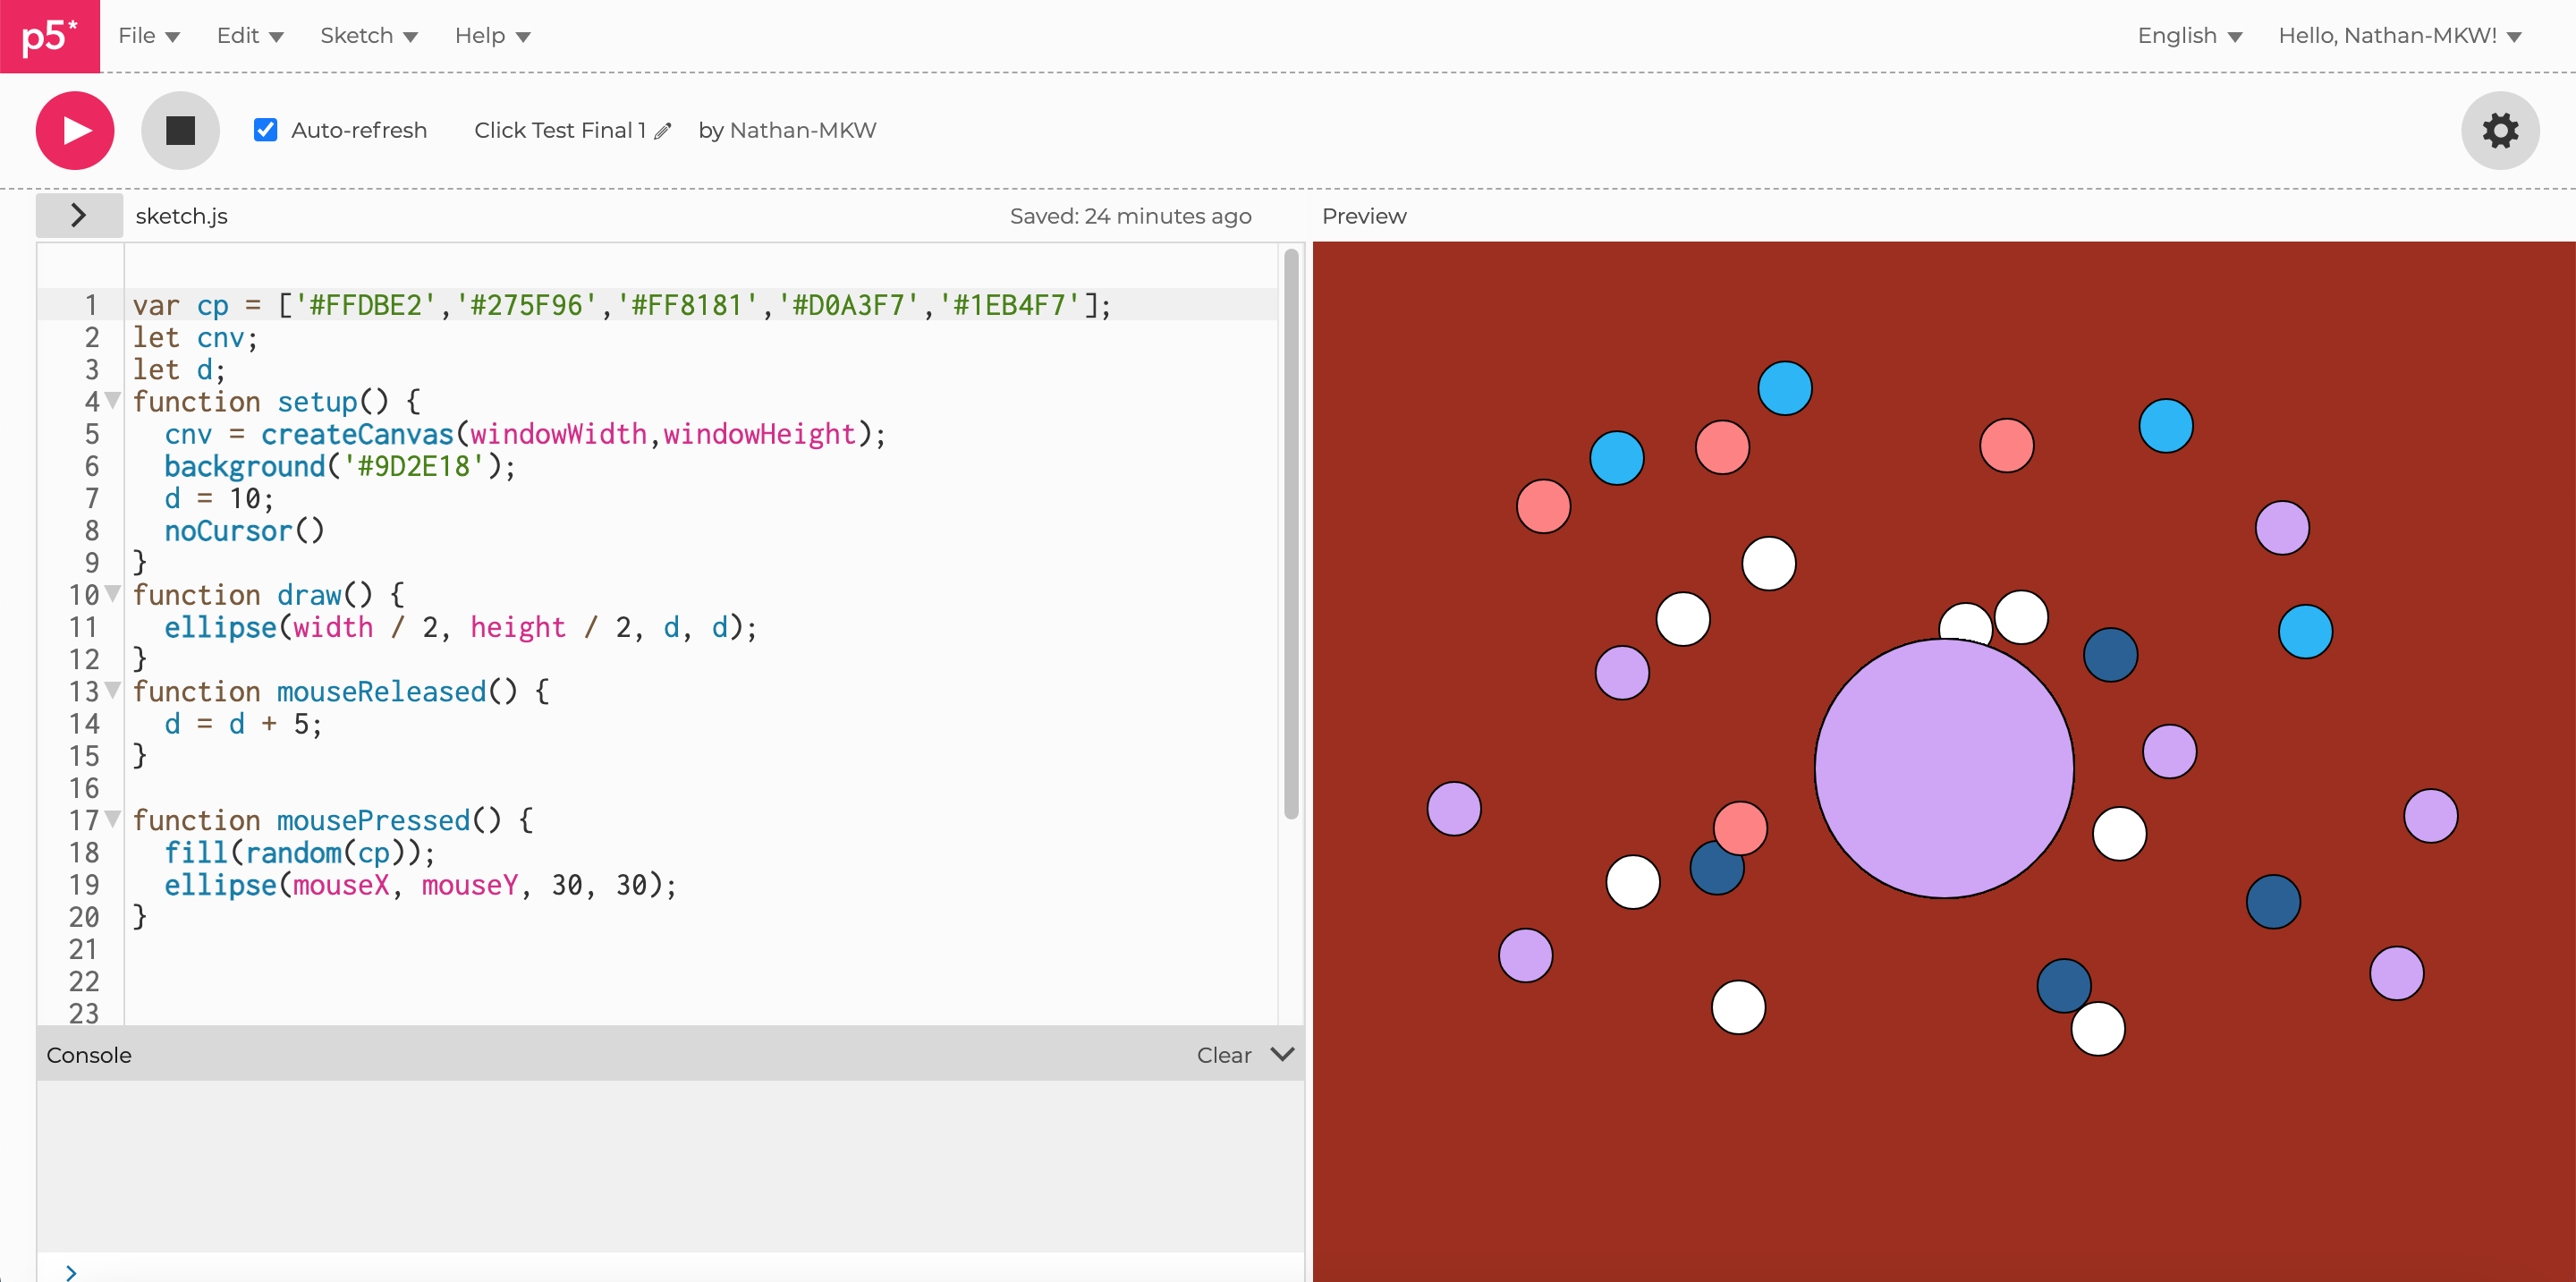 p5* File Edit Sketch Help English Hello, Nathan-MKW!
Auto-refresh Click Test Final 1 by Nathan-MKW
sketch.js Saved: 24 minutes ago Preview
1 var cp = ['#FFDBE2','#275F96','#FF8181','#D0A3F7','#1EB4F7'];
2 let cnv;
3 let d;
4 function setup() {
5 cnv = createCanvas(windowWidth,windowHeight);
6 background('#9D2E18');
7 d = 10;
8 noCursor()
9 }
10 function draw() {
11 ellipse(width / 2, height / 2, d, d);
12 }
13 function mouseReleased() {
14 d = d + 5;
15 }
16
17 function mousePressed() {
18 fill(random(cp));
19 ellipse(mouseX, mouseY, 30, 30);
20 }
21
22
23
Console Clear
>